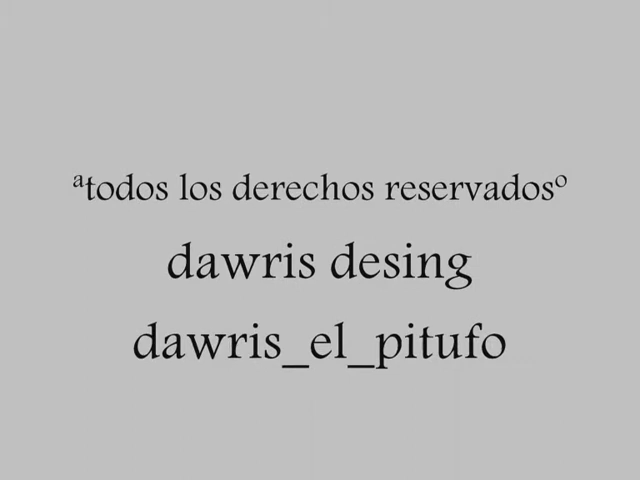 ªtodos los derechos reservadosº
dawris desing
dawris_el_pitufo